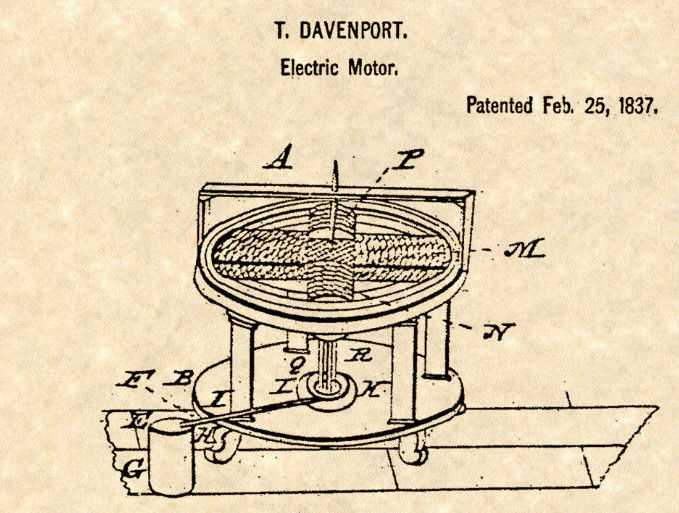 T. DAVENPORT.
Electric Motor.
Patented Feb. 25, 1837.
A P
M
N
Q R
F B I I H
E H
G